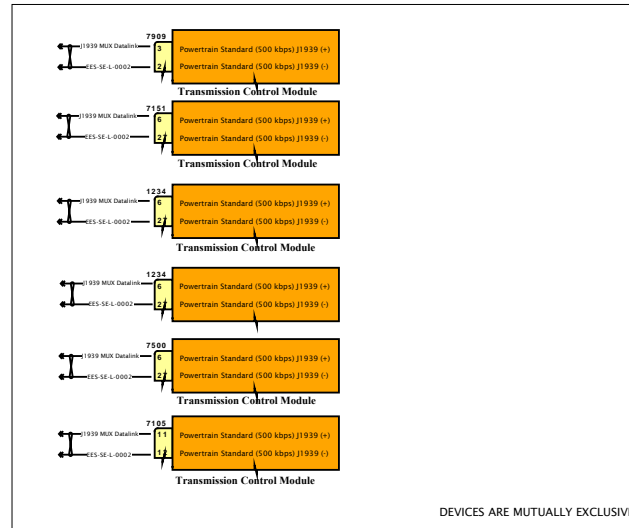 7909
J1939 MUX Datalink 3 Powertrain Standard (500 kbps) J1939 (+)
EES-SE-L-0002 2 Powertrain Standard (500 kbps) J1939 (-)
Transmission Control Module
7151
J1939 MUX Datalink 6 Powertrain Standard (500 kbps) J1939 (+)
EES-SE-L-0002 2 Powertrain Standard (500 kbps) J1939 (-)
Transmission Control Module
1234
J1939 MUX Datalink 6 Powertrain Standard (500 kbps) J1939 (+)
EES-SE-L-0002 2 Powertrain Standard (500 kbps) J1939 (-)
Transmission Control Module
1234
J1939 MUX Datalink 6 Powertrain Standard (500 kbps) J1939 (+)
EES-SE-L-0002 2 Powertrain Standard (500 kbps) J1939 (-)
7500
J1939 MUX Datalink 6 Powertrain Standard (500 kbps) J1939 (+)
EES-SE-L-0002 2 Powertrain Standard (500 kbps) J1939 (-)
Transmission Control Module
7105
J1939 MUX Datalink 11 Powertrain Standard (500 kbps) J1939 (+)
EES-SE-L-0002 12 Powertrain Standard (500 kbps) J1939 (-)
Transmission Control Module
DEVICES ARE MUTUALLY EXCLUSIVE